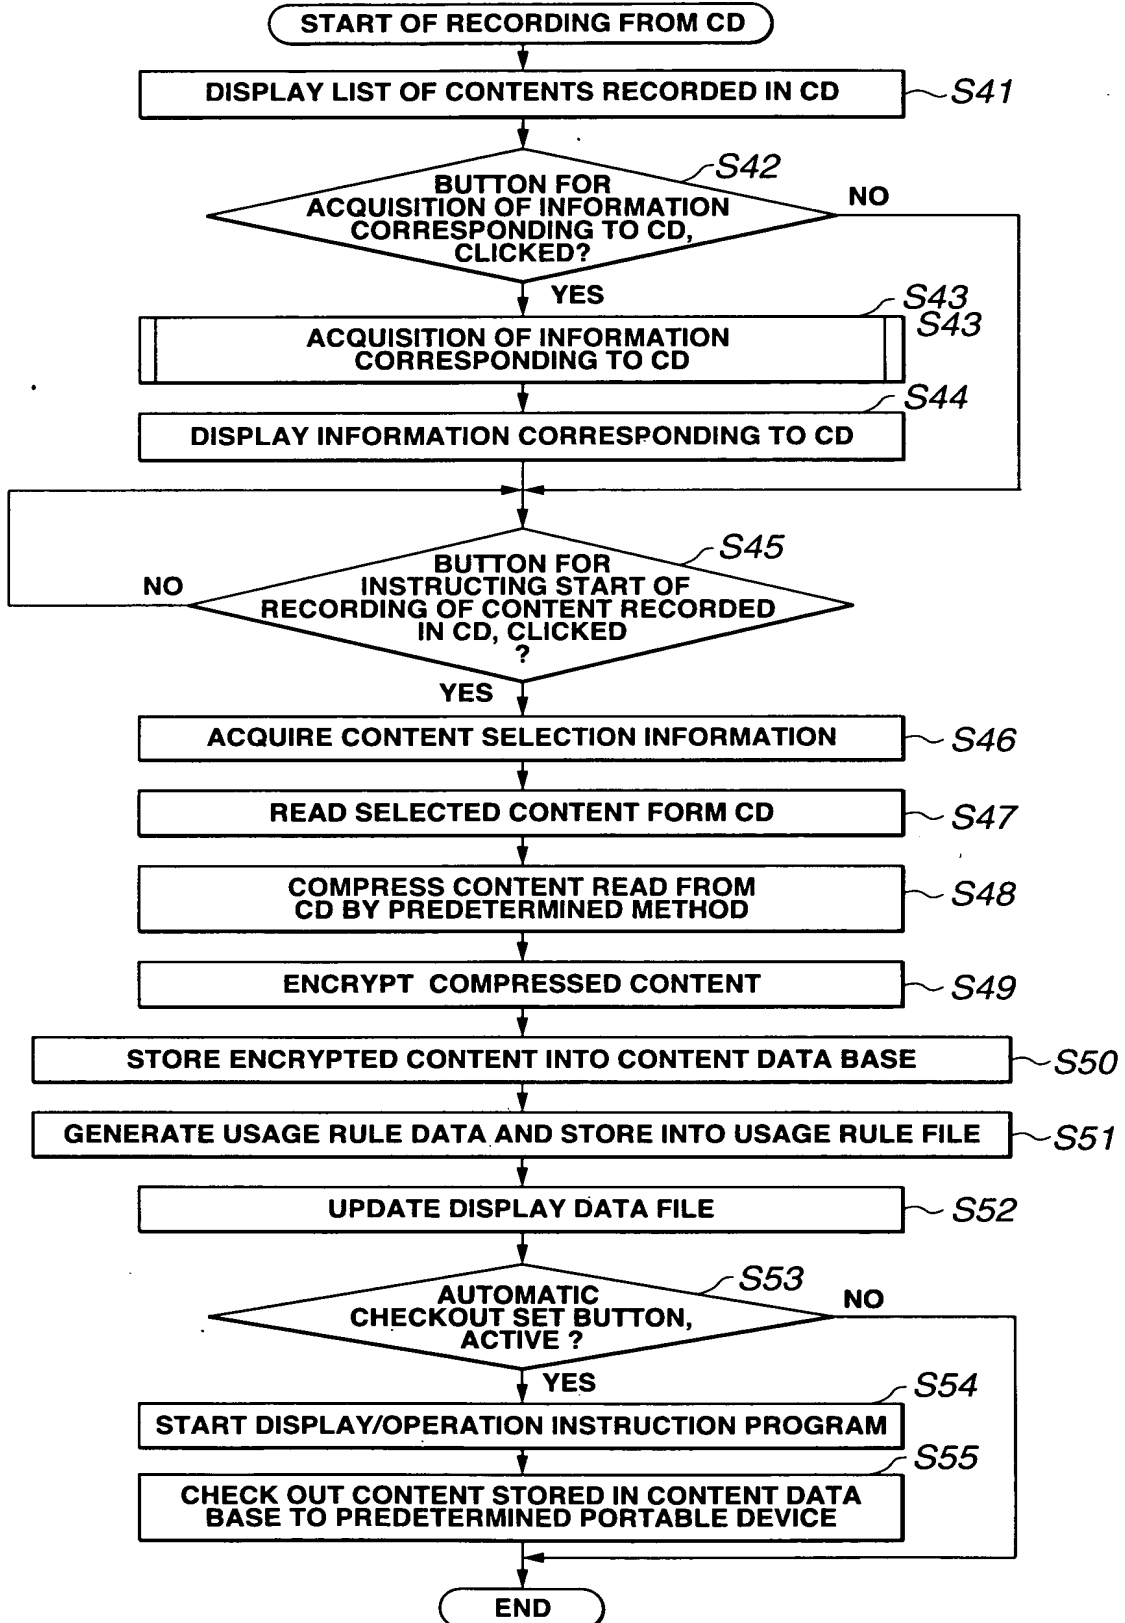 START OF RECORDING FROM CD
DISPLAY LIST OF CONTENTS RECORDED IN CD
S41
S42
BUTTON FOR
ACQUISITION OF INFORMATION
CORRESPONDING TO CD,
CLICKED?
NO
YES
S43
S43
ACQUISITION OF INFORMATION
CORRESPONDING TO CD
S44
DISPLAY INFORMATION CORRESPONDING TO CD
S45
BUTTON FOR
INSTRUCTING START OF
RECORDING OF CONTENT RECORDED
IN CD, CLICKED
?
NO
YES
ACQUIRE CONTENT SELECTION INFORMATION
S46
READ SELECTED CONTENT FORM CD
S47
COMPRESS CONTENT READ FROM
CD BY PREDETERMINED METHOD
S48
ENCRYPT COMPRESSED CONTENT
S49
STORE ENCRYPTED CONTENT INTO CONTENT DATA BASE
S50
GENERATE USAGE RULE DATA AND STORE INTO USAGE RULE FILE
S51
UPDATE DISPLAY DATA FILE
S52
S53
AUTOMATIC
CHECKOUT SET BUTTON,
ACTIVE ?
NO
YES
S54
START DISPLAY/OPERATION INSTRUCTION PROGRAM
S55
CHECK OUT CONTENT STORED IN CONTENT DATA
BASE TO PREDETERMINED PORTABLE DEVICE
END